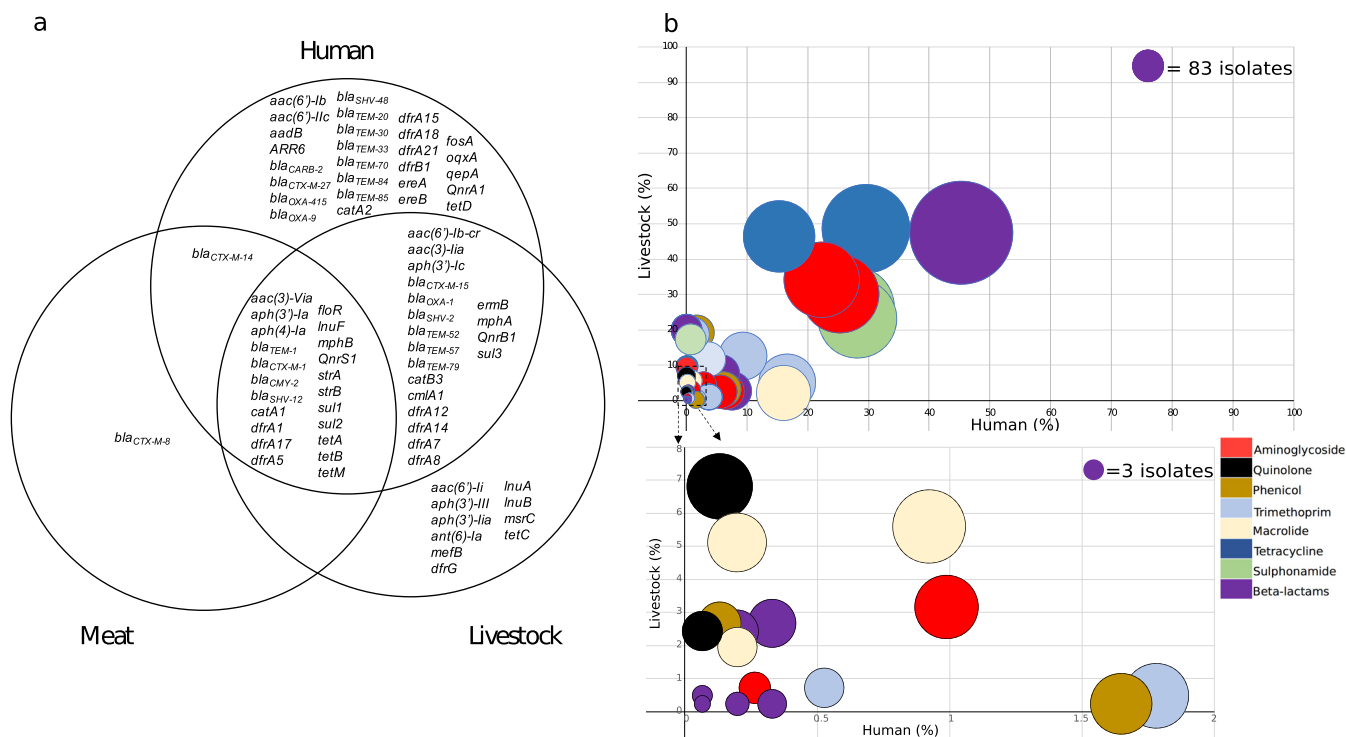 a
Human
aac(6’)-Ib
aac(6’)-IIc
aadB
ARR6
blaCARB-2
blaCTX-M-27
blaOXA-415
blaOXA-9
blaSHV-48
blaTEM-20
blaTEM-30
blaTEM-33
blaTEM-70
blaTEM-84
blaTEM-85
catA2
dfrA15
dfrA18
dfrA21
dfrB1
ereA
ereB
fosA
oqxA
qepA
QnrA1
tetD
blaCTX-M-14
aac(3)-Via
aph(3’)-Ia
aph(4)-Ia
blaTEM-1
blaCTX-M-1
blaCMY-2
blaSHV-12
catA1
dfrA1
dfrA17
dfrA5
floR
lnuF
mphB
QnrS1
strA
strB
sul1
sul2
tetA
tetB
tetM
aac(6’)-Ib-cr
aac(3)-Iia
aph(3’)-Ic
blaCTX-M-15
blaOXA-1
blaSHV-2
blaTEM-52
blaTEM-57
blaTEM-79
catB3
cmlA1
dfrA12
dfrA14
dfrA7
dfrA8
ermB
mphA
QnrB1
sul3
blaCTX-M-8
aac(6’)-Ii
aph(3’)-III
aph(3’)-Iia
ant(6)-Ia
mefB
dfrG
lnuA
lnuB
msrC
tetC
Meat
Livestock
b
= 83 isolates
100
90
80
70
60
50
40
30
20
10
0
Livestock (%)
0 10 20 30 40 50 60 70 80 90 100
Human (%)
=3 isolates
8
7
6
5
4
3
2
1
0
Livestock (%)
0 0.5 1 1.5 2
Human (%)
Aminoglycoside
Quinolone
Phenicol
Trimethoprim
Macrolide
Tetracycline
Sulphonamide
Beta-lactams